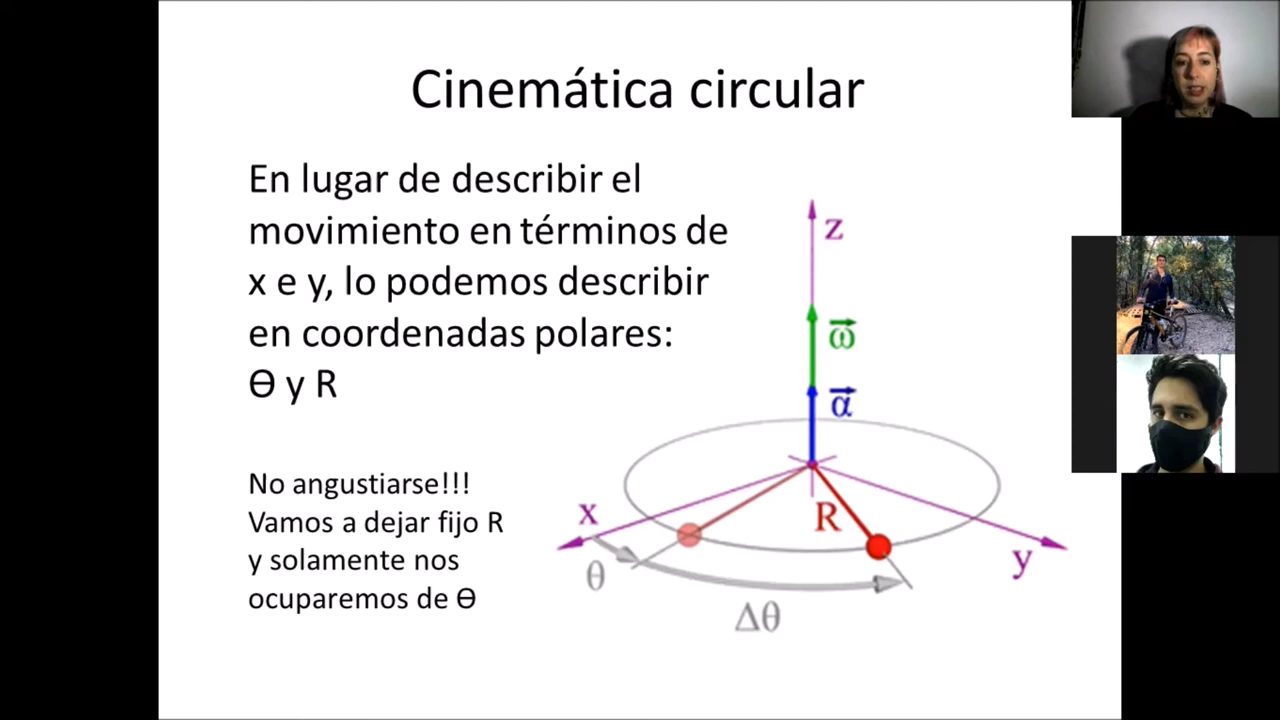 Cinemática circular
En lugar de describir el
movimiento en términos de
x e y, lo podemos describir
en coordenadas polares:
Ɵ y R
No angustiarse!!!
Vamos a dejar fijo R
y solamente nos
ocuparemos de Ɵ
z
ω
α
R
x
y
θ
Δθ